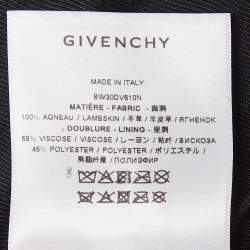 GIVENCHY
MADE IN ITALY
BW30DV610N
MATIÈRE - FABRIC - 面料
100% AGNEAU / LAMBSKIN / 羊革 / 羊皮革 / ЯГНЕНОК
DOUBLURE - LINING - 里料
55% VISCOSE / VISCOSE / レーヨン / 粘纤 / ВИСКОЗА
45% POLYESTER / POLYESTER / ポリエステル /
聚酯纤维 / ПОЛИЭФИР